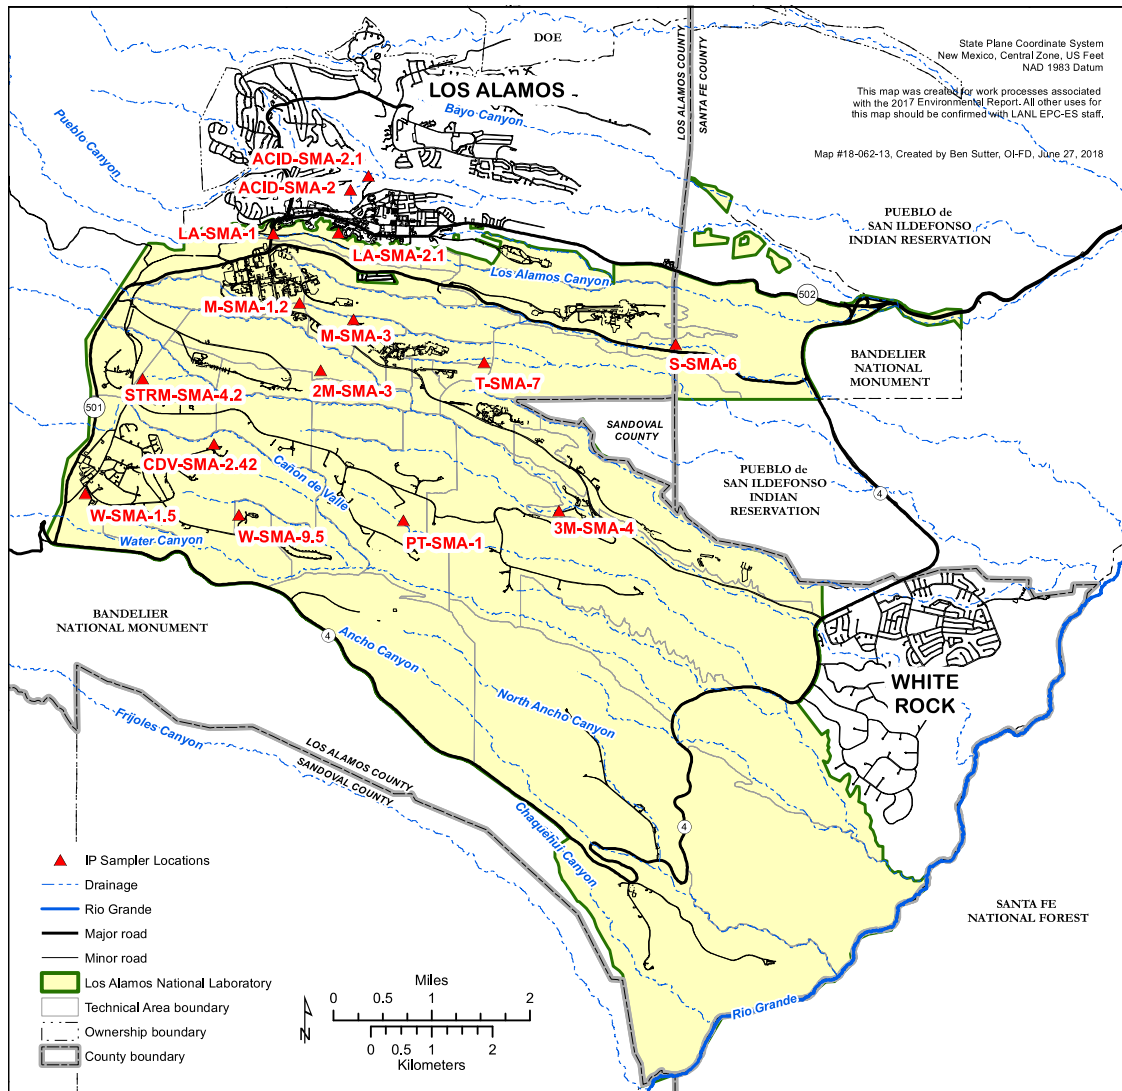 DOE
State Plane Coordinate System
New Mexico, Central Zone, US Feet
NAD 1983 Datum
LOS ALAMOS
This map was created for work processes associated
with the 2017 Environmental Report. All other uses for
this map should be confirmed with LANL EPC-ES staff.
Map #18-062-13, Created by Ben Sutter, OI-FD, June 27, 2018
LOS ALAMOS COUNTY
SANTA FE COUNTY
Bayo Canyon
Pueblo Canyon
ACID-SMA-2.1
ACID-SMA-2
LA-SMA-1
LA-SMA-2.1
PUEBLO de
SAN ILDEFONSO
INDIAN RESERVATION
Los Alamos Canyon
502
M-SMA-1.2
M-SMA-3
S-SMA-6
BANDELIER
NATIONAL
MONUMENT
T-SMA-7
2M-SMA-3
STRM-SMA-4.2
501
SANDOVAL
COUNTY
CDV-SMA-2.42
Cañon de Valle
PUEBLO de
SAN ILDEFONSO
INDIAN
RESERVATION
4
W-SMA-1.5
W-SMA-9.5
PT-SMA-1
3M-SMA-4
Water Canyon
BANDELIER
NATIONAL MONUMENT
4
Ancho Canyon
WHITE
ROCK
North Ancho Canyon
Frijoles Canyon
LOS ALAMOS COUNTY
SANDOVAL COUNTY
Chaquehui Canyon
4
SANTA FE
NATIONAL FOREST
Rio Grande
IP Sampler Locations
Drainage
Rio Grande
Major road
Minor road
Los Alamos National Laboratory
Technical Area boundary
Ownership boundary
County boundary
N
Miles
0 0.5 1 2
0 0.5 1 2
Kilometers